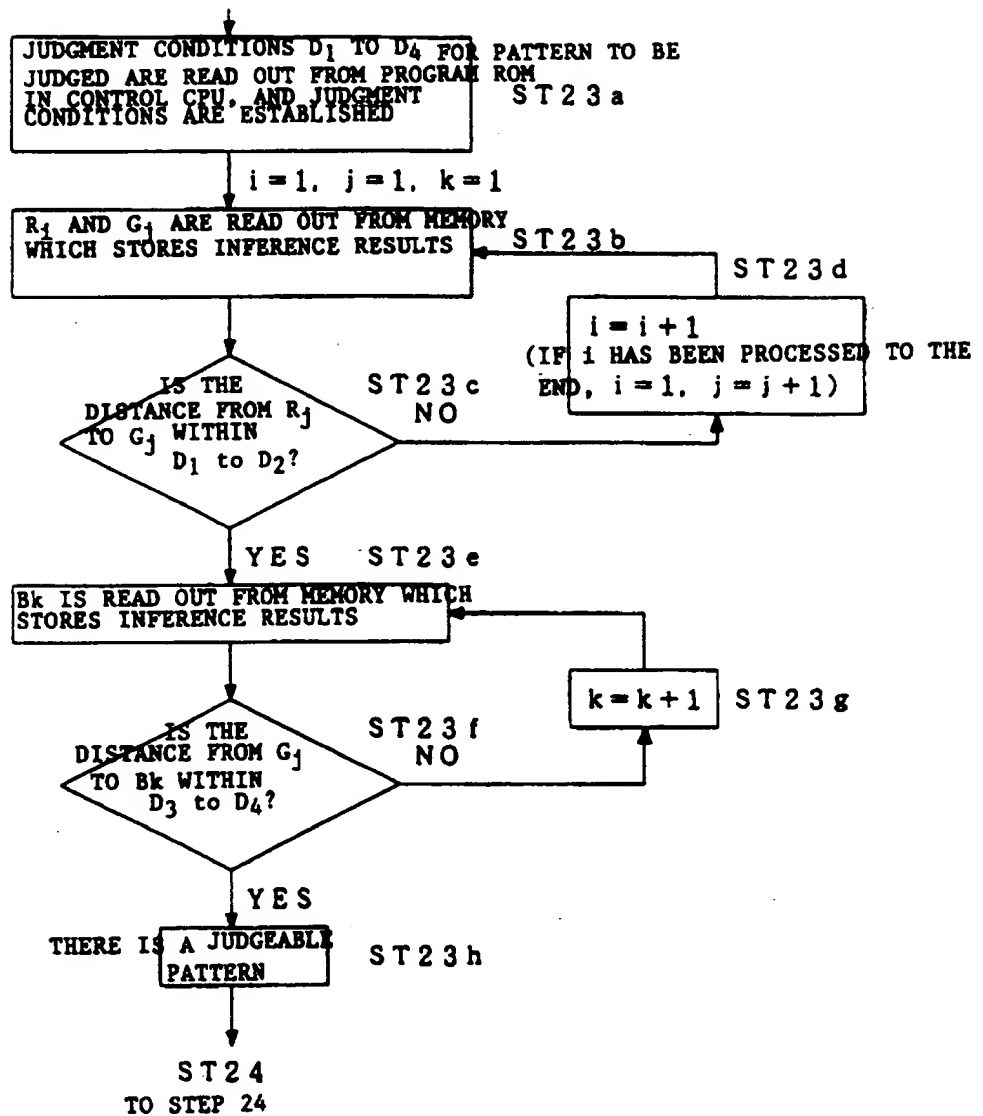 JUDGMENT CONDITIONS D1 TO D4 FOR PATTERN TO BE
JUDGED ARE READ OUT FROM PROGRAM ROM
IN CONTROL CPU, AND JUDGMENT
CONDITIONS ARE ESTABLISHED
ST23a
i=1, j=1, k=1
Ri AND Gj ARE READ OUT FROM MEMORY
WHICH STORES INFERENCE RESULTS
ST23b
ST23d
i=i+1
(IF i HAS BEEN PROCESSED TO THE
END, i=1, j=j+1)
IS THE
DISTANCE FROM Rj
TO Gj WITHIN
D1 to D2?
ST23c
NO
YES
ST23e
Bk IS READ OUT FROM MEMORY WHICH
STORES INFERENCE RESULTS
k=k+1
ST23g
IS THE
DISTANCE FROM Gj
TO Bk WITHIN
D3 to D4?
ST23f
NO
YES
THERE IS A JUDGEABLE
PATTERN
ST23h
ST24
TO STEP 24